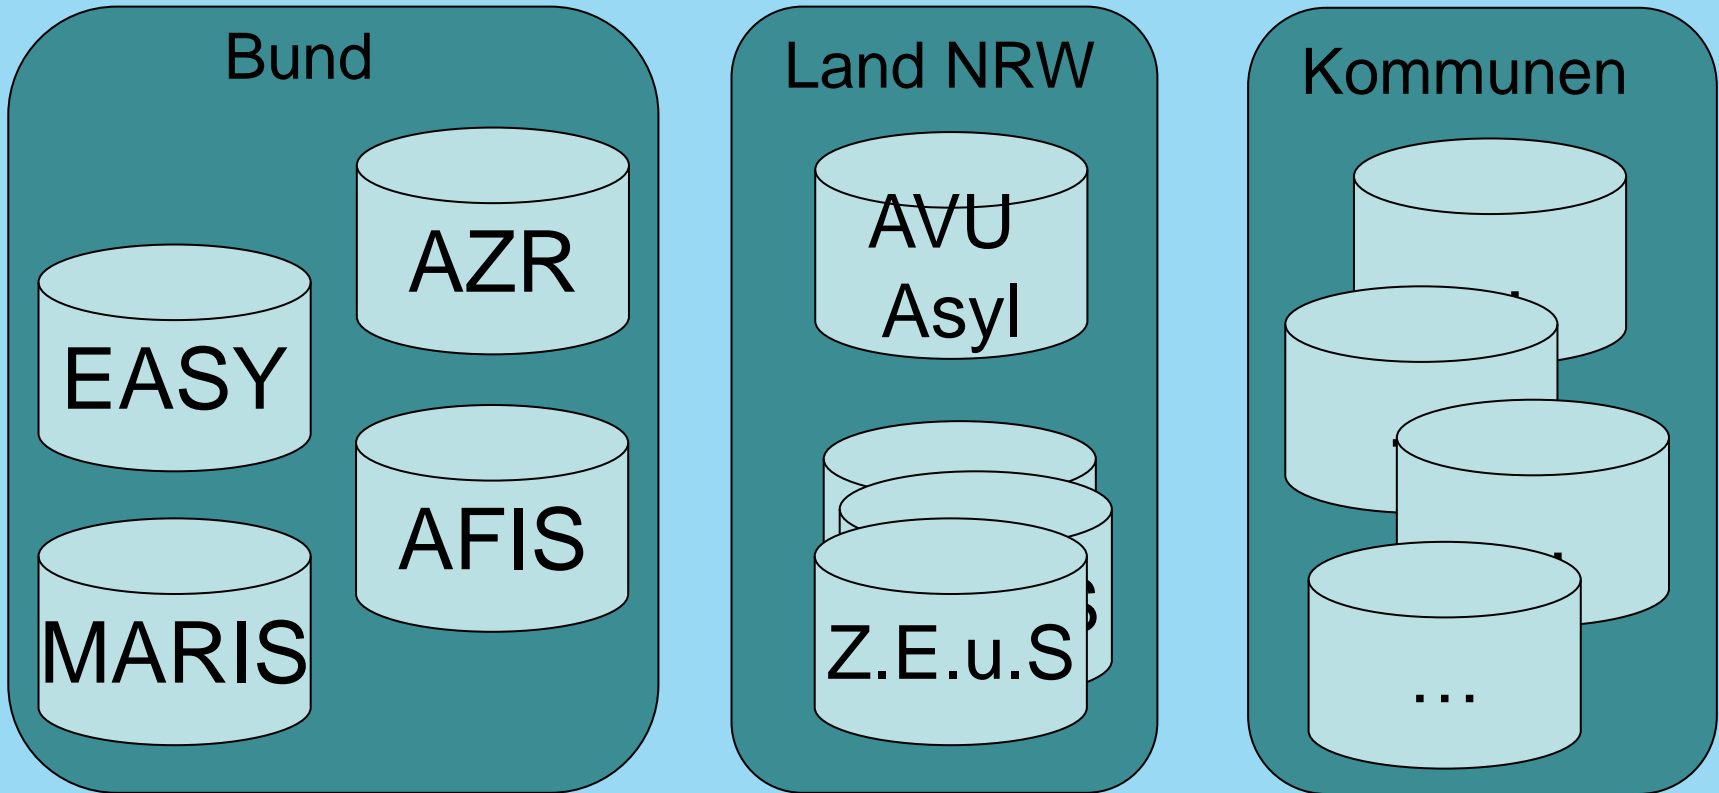 Bund
AZR
EASY
AFIS
MARIS
Land NRW
AVU
Asyl
Z.E.u.S
Kommunen
…